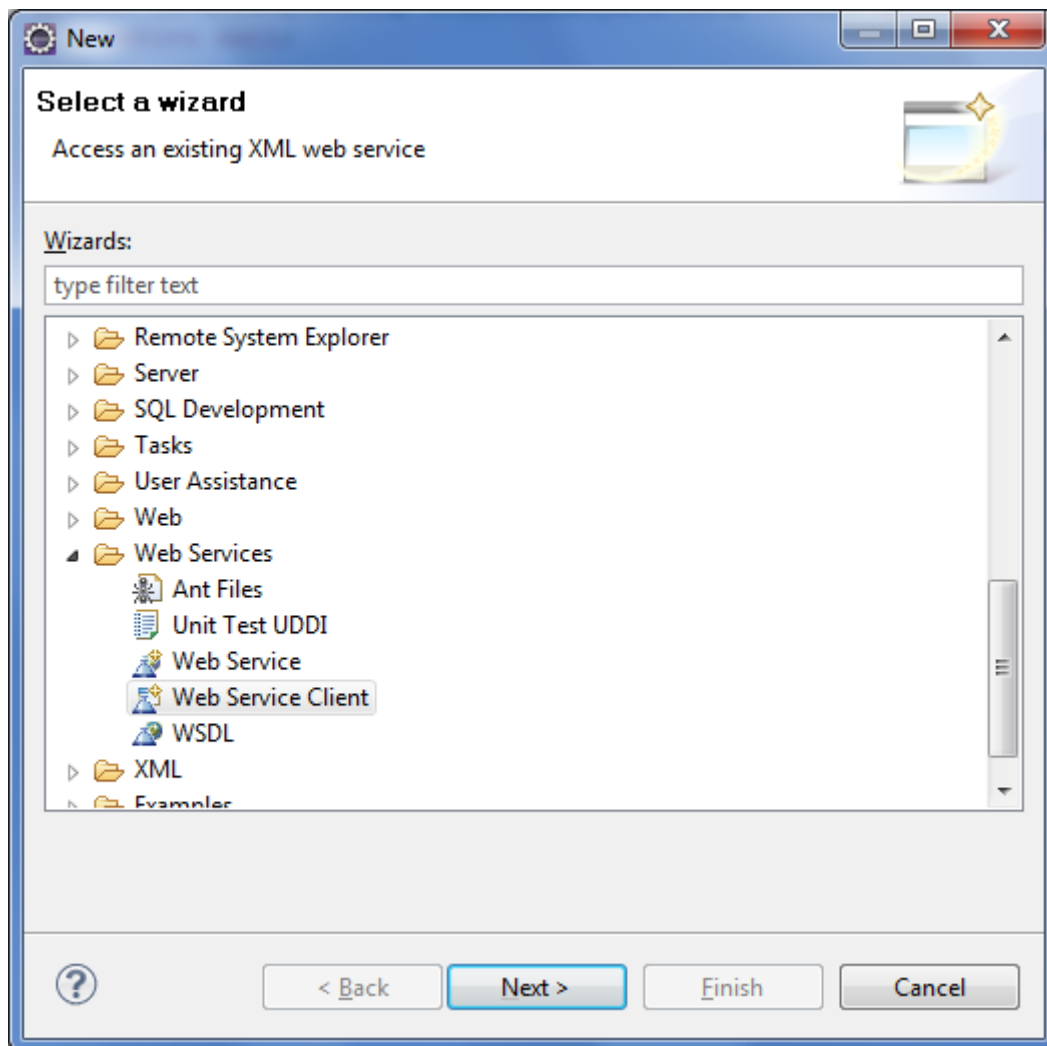 New
Select a wizard
Access an existing XML web service
Wizards:
type filter text
Remote System Explorer
Server
SQL Development
Tasks
User Assistance
Web
Web Services
Ant Files
Unit Test UDDI
Web Service
Web Service Client
WSDL
XML
Examples
< Back Next > Finish Cancel